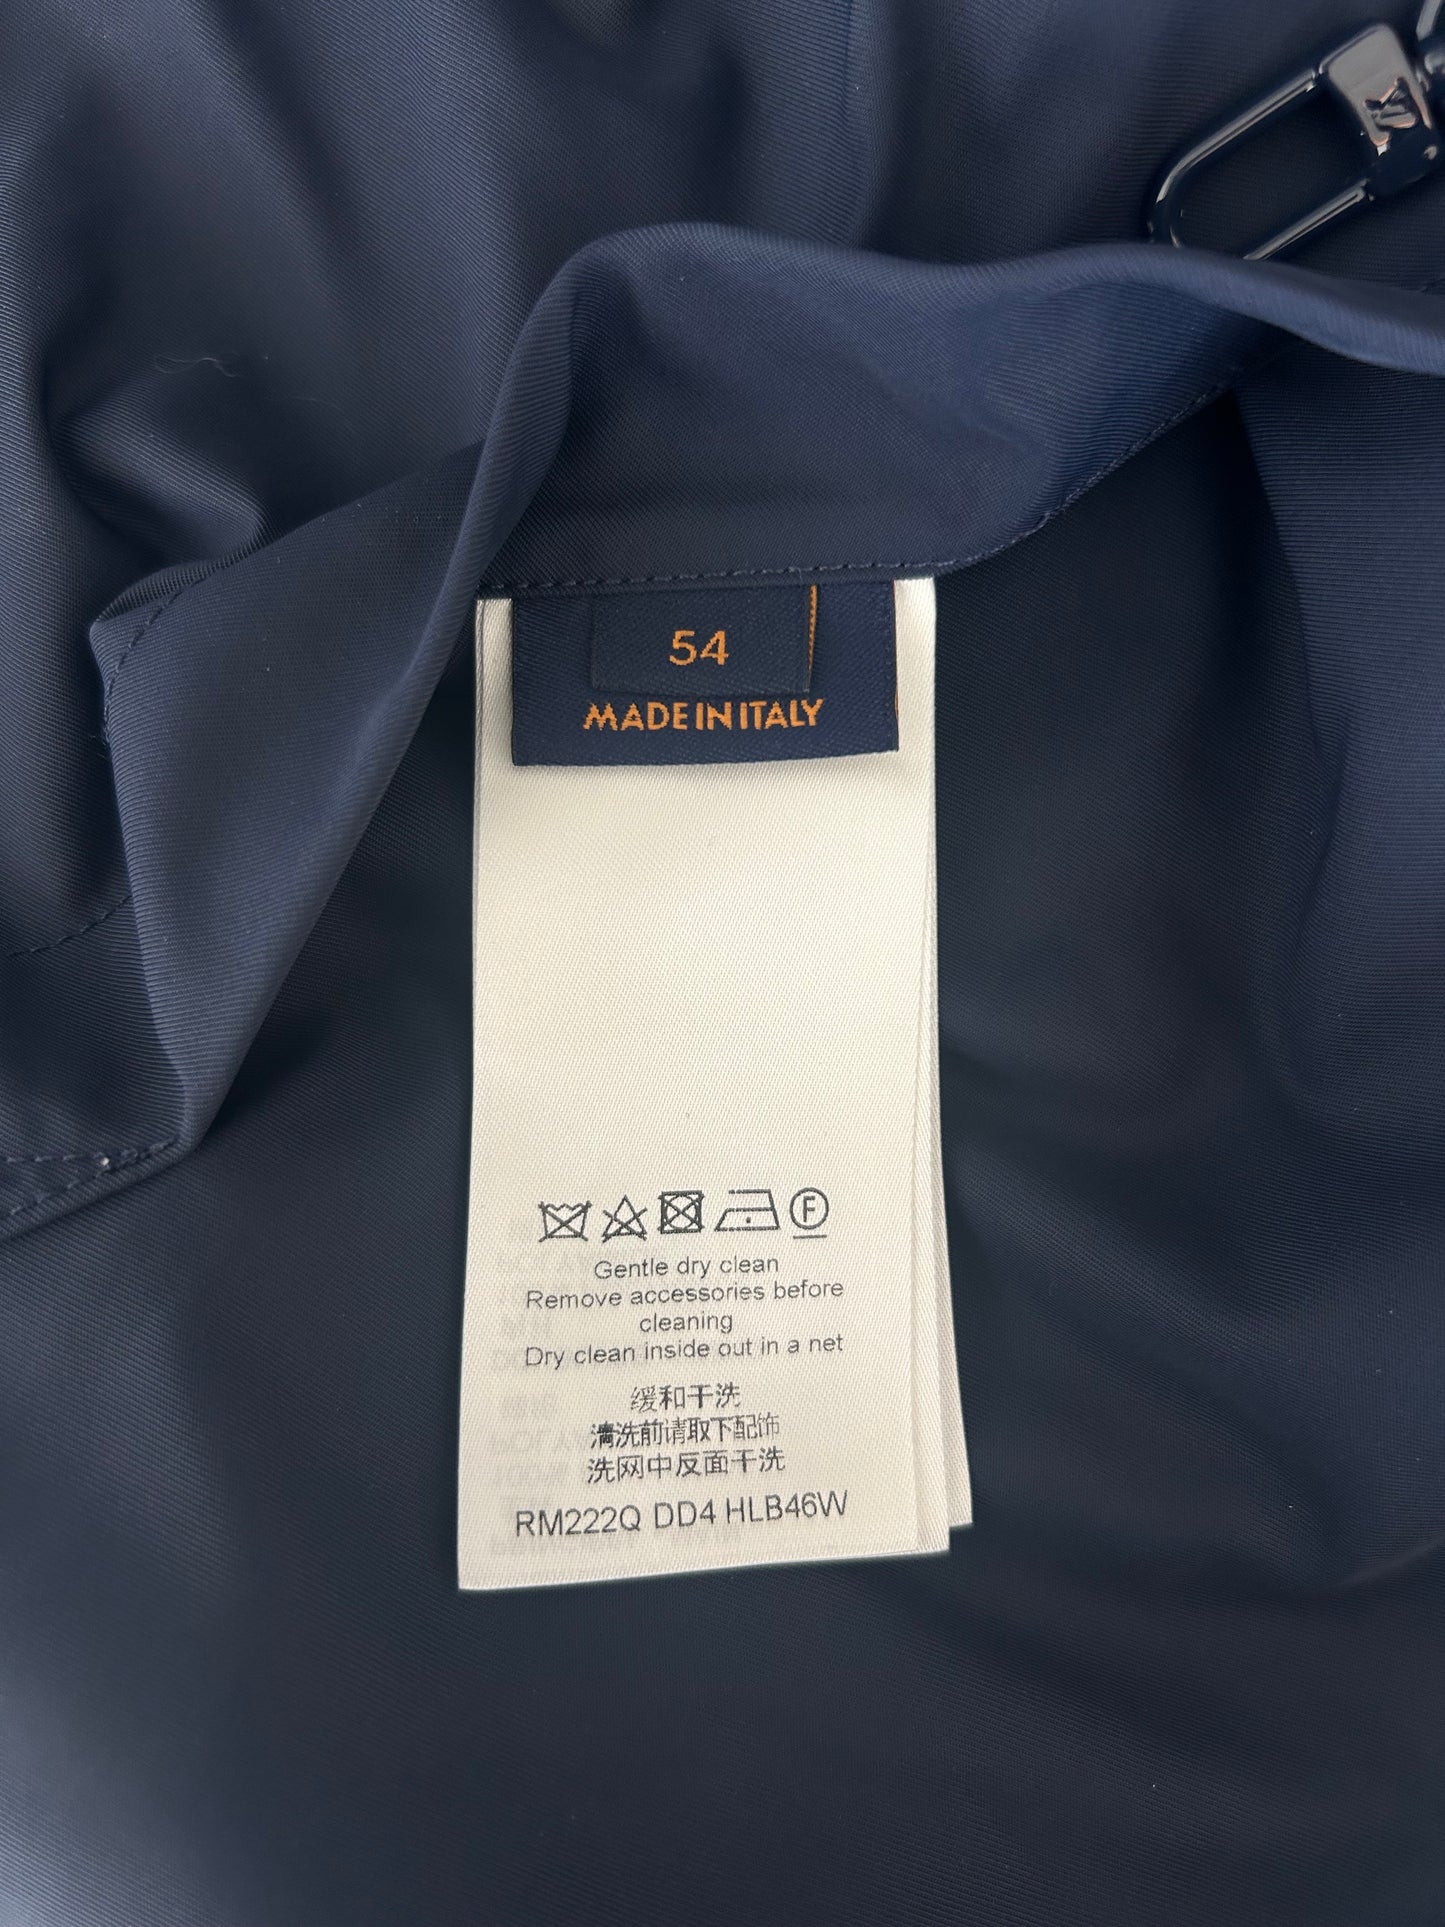 54
MADE IN ITALY
F
Gentle dry clean
Remove accessories before
cleaning
Dry clean inside out in a net
缓和干洗
清洗前请取下配饰
洗网中反面干洗
RM222Q DD4 HLB46W